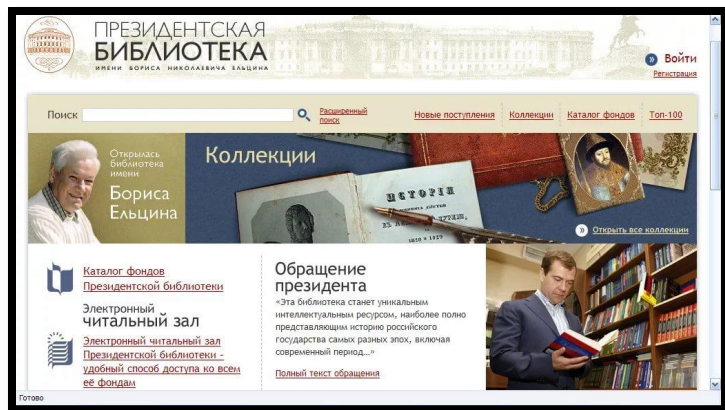 ПРЕЗИДЕНТСКАЯ
БИБЛИОТЕКА
ИМЕНИ БОРИСА НИКОЛАЕВИЧА ЕЛЬЦИНА
Войти
Регистрация
Поиск
Расширенный
поиск
Новые поступления
Коллекции
Каталог фондов
Топ-100
Открылась
библиотека
имени
Бориса
Ельцина
Коллекции
ИСТОРІЯ
Открыть все коллекции
Каталог фондов
Президентской библиотеки
Электронный
читальный зал
Электронный читальный зал
Президентской библиотеки -
удобный способ доступа ко всем
её фондам
Обращение
президента
«Эта библиотека станет уникальным
интеллектуальным ресурсом, наиболее полно
представляющим историю российского
государства самых разных эпох, включая
современный период...»
Полный текст обращения
Готово